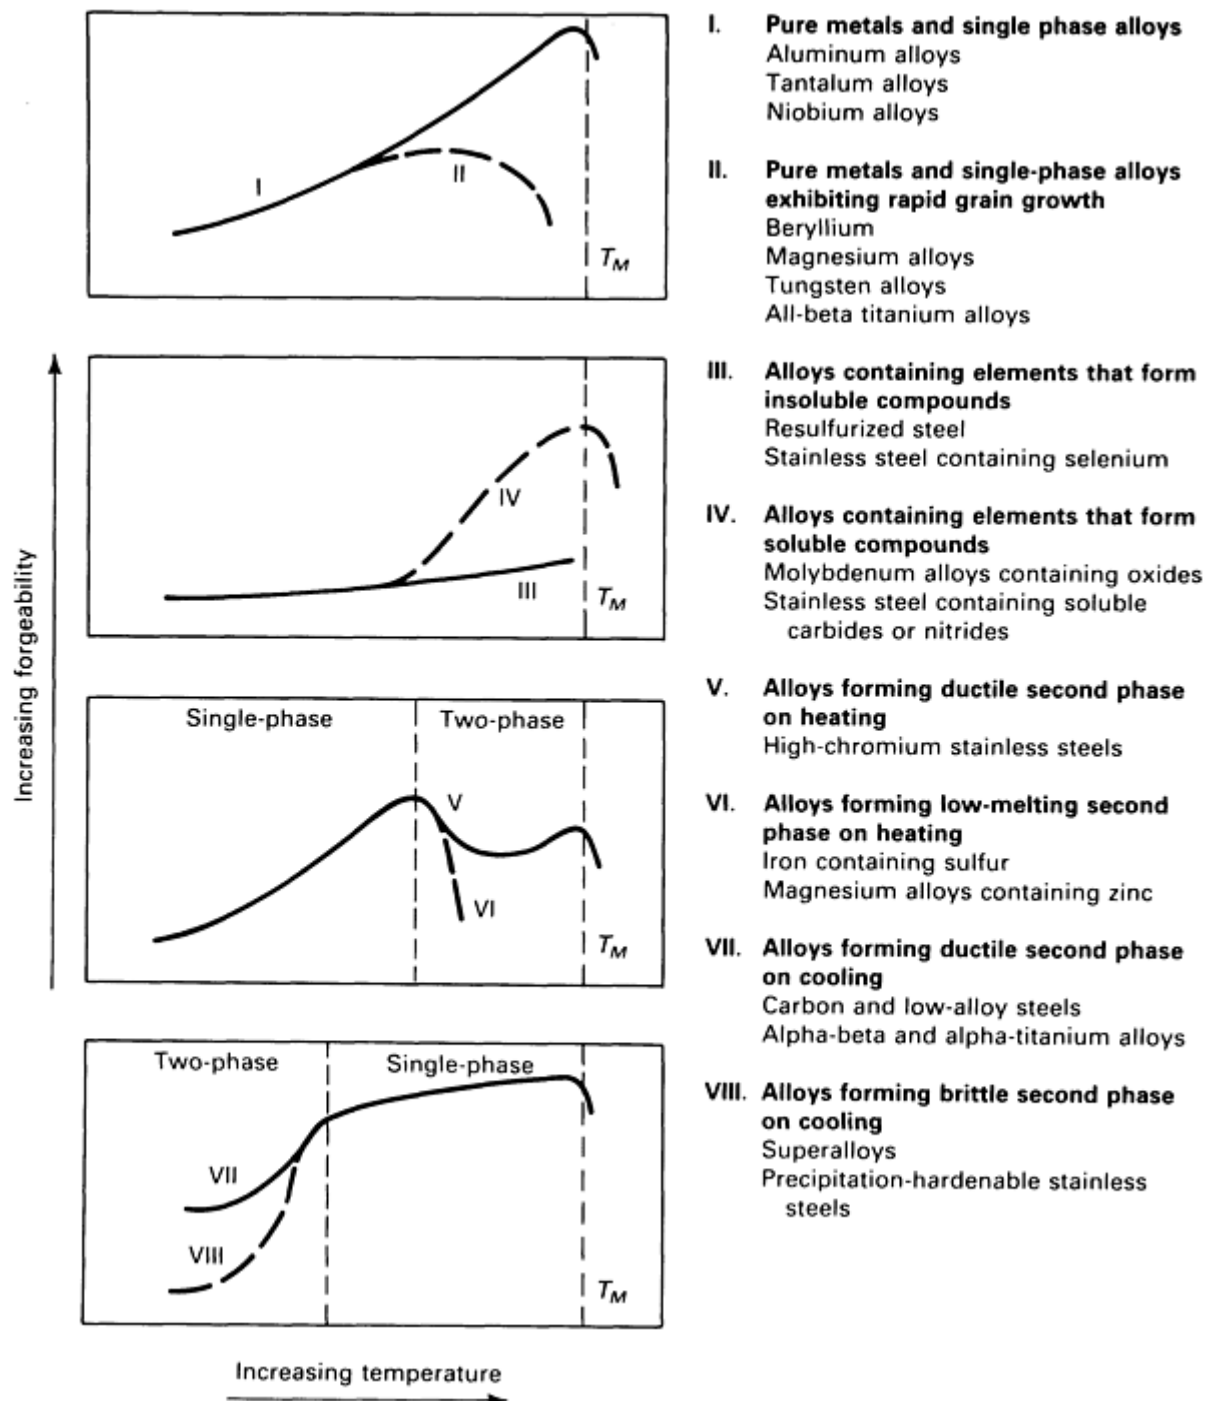 I. Pure metals and single phase alloys
Aluminum alloys
Tantalum alloys
Niobium alloys
I
II
TM
II. Pure metals and single-phase alloys
exhibiting rapid grain growth
Beryllium
Magnesium alloys
Tungsten alloys
All-beta titanium alloys
III. Alloys containing elements that form
insoluble compounds
Resulfurized steel
Stainless steel containing selenium
IV
III
TM
IV. Alloys containing elements that form
soluble compounds
Molybdenum alloys containing oxides
Stainless steel containing soluble
carbides or nitrides
Increasing forgeability
Single-phase
Two-phase
V
VI
TM
V. Alloys forming ductile second phase
on heating
High-chromium stainless steels
VI. Alloys forming low-melting second
phase on heating
Iron containing sulfur
Magnesium alloys containing zinc
VII. Alloys forming ductile second phase
on cooling
Carbon and low-alloy steels
Alpha-beta and alpha-titanium alloys
Two-phase
Single-phase
VII
VIII
TM
VIII. Alloys forming brittle second phase
on cooling
Superalloys
Precipitation-hardenable stainless
steels
Increasing temperature